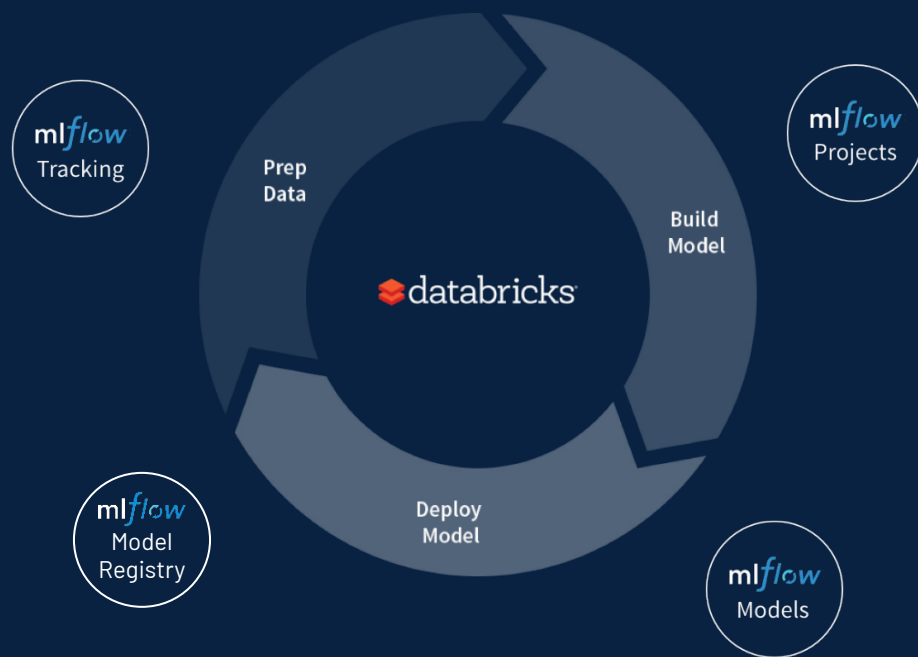 mlflow
Tracking
mlflow
Projects
Prep
Data
Build
Model
databricks
Deploy
Model
mlflow
Model
Registry
mlflow
Models